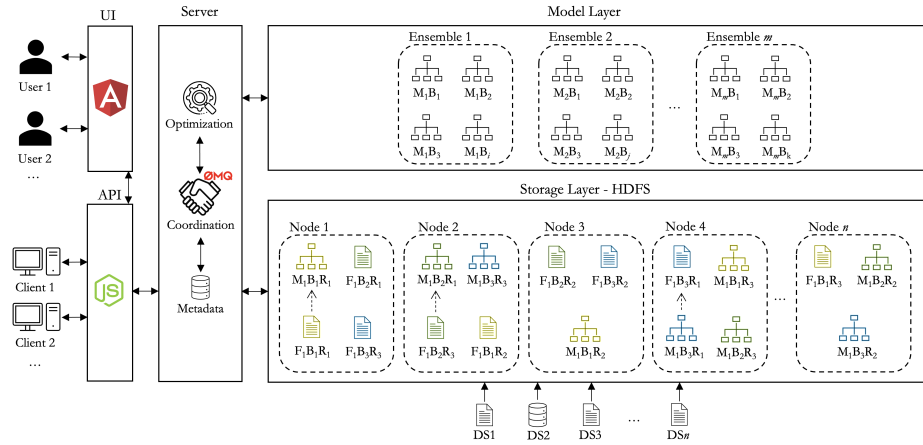 UI
Server
Model Layer
User 1
User 2
...
A
Optimization
ØMQ
Coordination
Metadata
Ensemble 1
M₁B₁
M₁B₂
M₁B₃
M₁Bᵢ
Ensemble 2
M₂B₁
M₂B₂
M₂B₃
M₂Bⱼ
...
Ensemble m
MₘB₁
MₘB₂
MₘB₃
MₘBₖ
API
Client 1
Client 2
...
JS
Storage Layer - HDFS
Node 1
M₁B₁R₁
F₁B₂R₁
F₁B₁R₁
F₁B₃R₃
Node 2
M₁B₂R₁
M₁B₃R₃
F₁B₂R₃
F₁B₁R₂
Node 3
F₁B₂R₂
F₁B₃R₂
M₁B₁R₂
Node 4
F₁B₃R₁
M₁B₁R₃
M₁B₃R₁
M₁B₂R₃
...
Node n
F₁B₁R₃
M₁B₂R₂
M₁B₃R₂
DS1
DS2
DS3
...
DSn